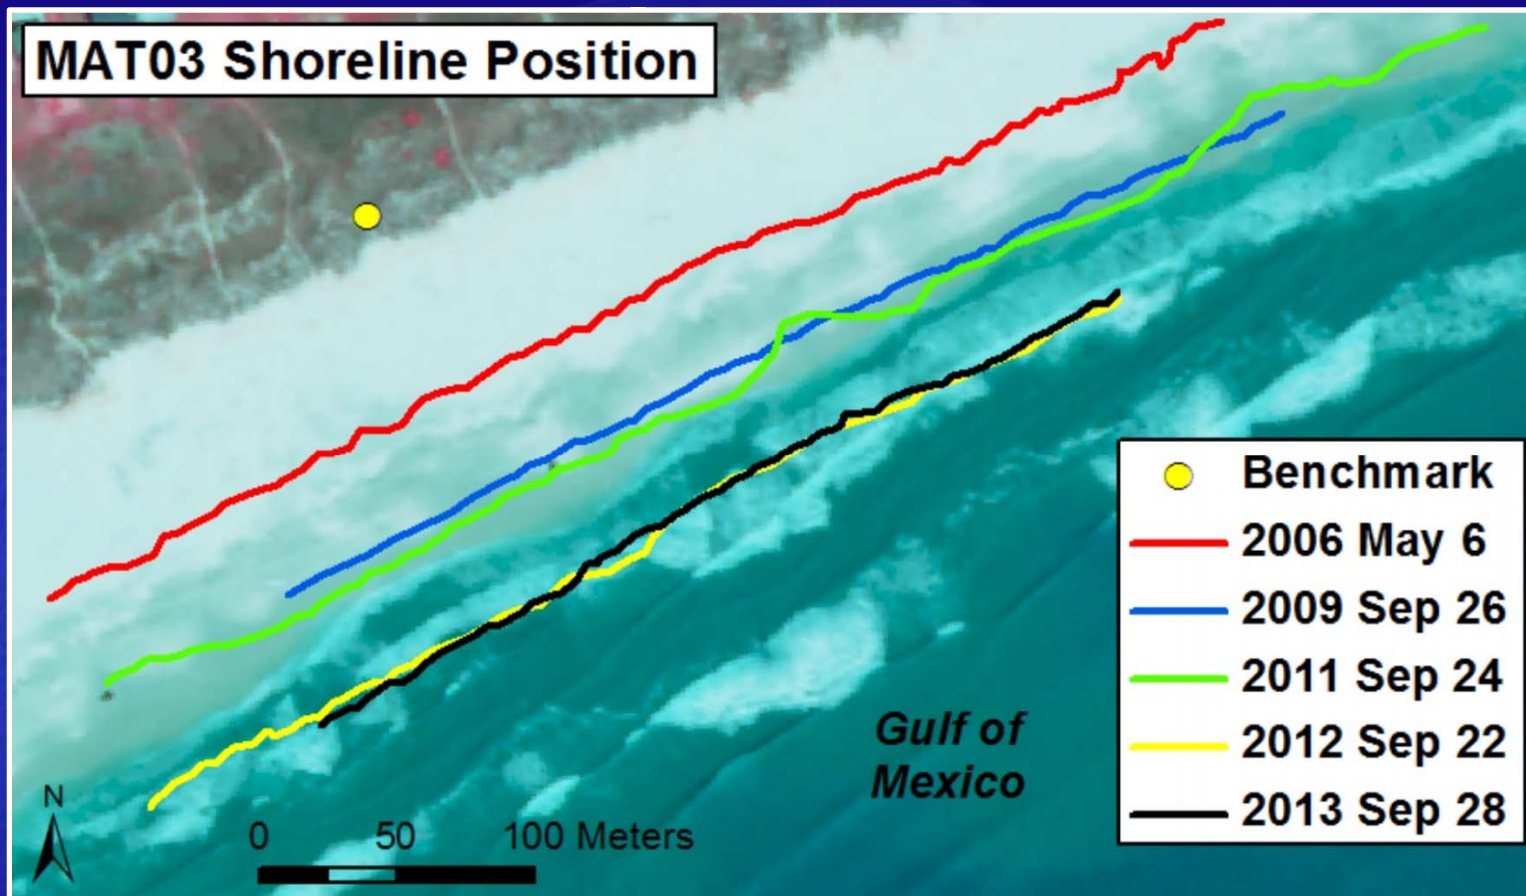 MAT03 Shoreline Position
Benchmark
2006 May 6
2009 Sep 26
2011 Sep 24
2012 Sep 22
2013 Sep 28
Gulf of
Mexico
N
0 50 100 Meters